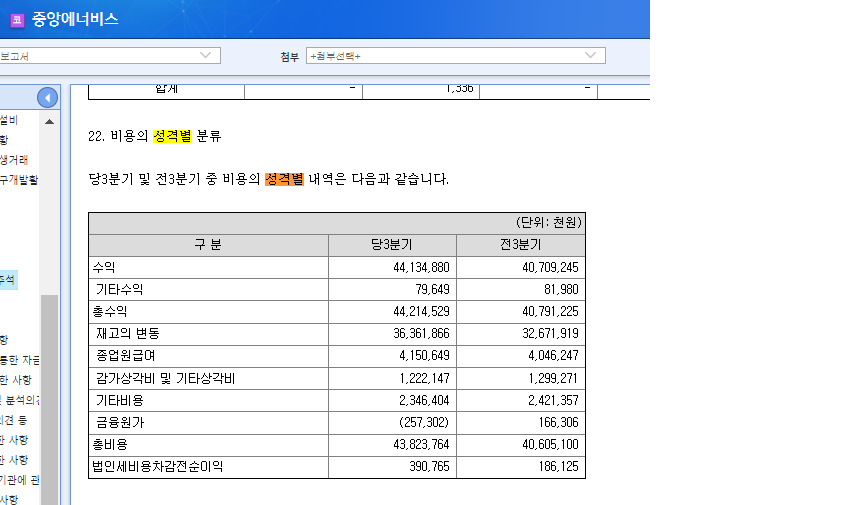 코 중앙에너비스
보고서
첨부 +첨부선택+
설비
황
생거래
구개발활
주석
황
통한 자금
한 사항
분석의견
의견 등
한 사항
한 사항
기관에 관
사항
합계 - 1,336 -
22. 비용의 성격별 분류
당3분기 및 전3분기 중 비용의 성격별 내역은 다음과 같습니다.
(단위: 천원)
구 분 당3분기 전3분기
수익 44,134,880 40,709,245
기타수익 79,649 81,980
총수익 44,214,529 40,791,225
재고의 변동 36,361,866 32,671,919
종업원급여 4,150,649 4,046,247
감가상각비 및 기타상각비 1,222,147 1,299,271
기타비용 2,346,404 2,421,357
금융원가 (257,302) 166,306
총비용 43,823,764 40,605,100
법인세비용차감전순이익 390,765 186,125